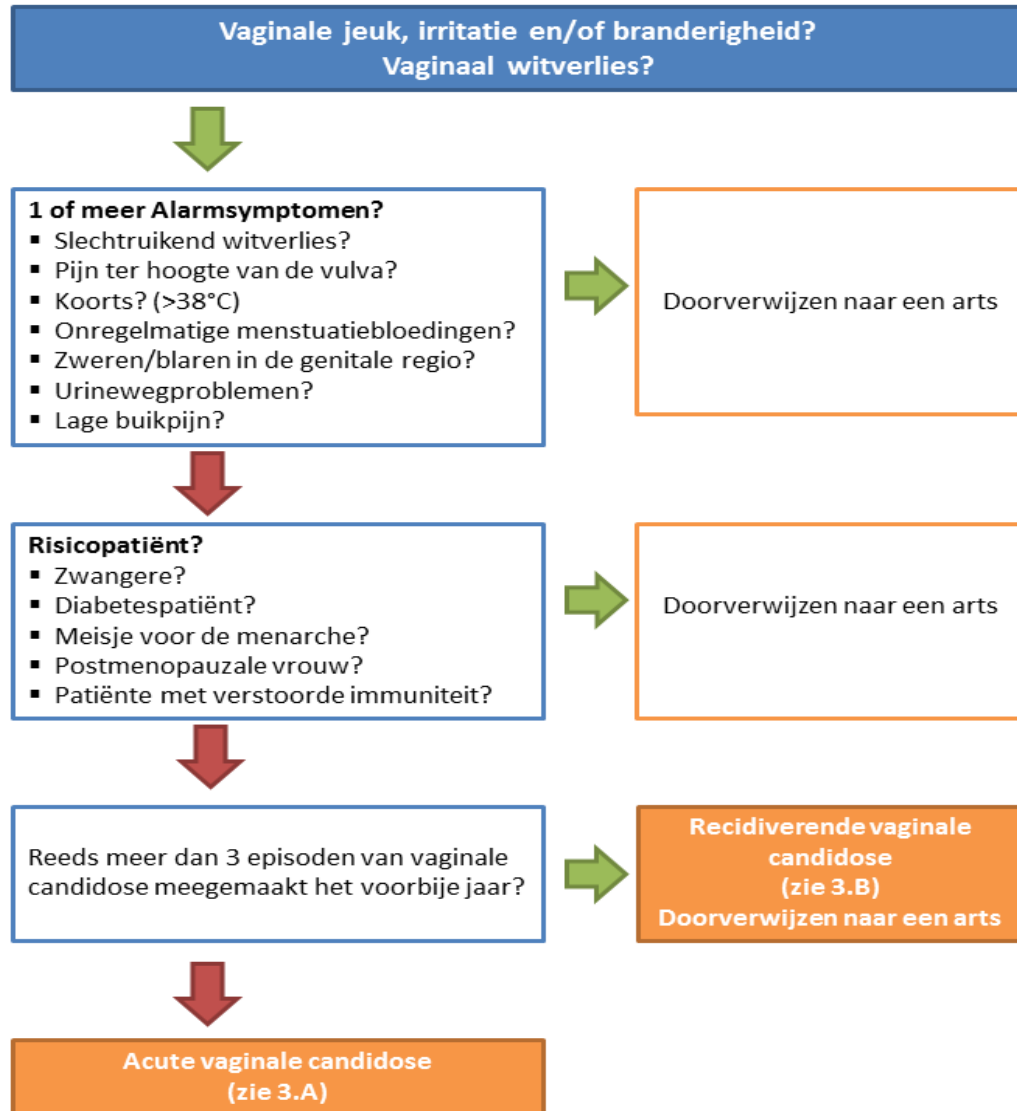 Vaginale jeuk, irritatie en/of branderigheid?
Vaginaal witverlies?
1 of meer Alarmsymptomen?
▪ Slechtruikend witverlies?
▪ Pijn ter hoogte van de vulva?
▪ Koorts? (>38°C)
▪ Onregelmatige menstuatiebloedingen?
▪ Zweren/blaren in de genitale regio?
▪ Urinewegproblemen?
▪ Lage buikpijn?
Doorverwijzen naar een arts
Risicopatiënt?
▪ Zwangere?
▪ Diabetespatiënt?
▪ Meisje voor de menarche?
▪ Postmenopauzale vrouw?
▪ Patiënte met verstoorde immuniteit?
Doorverwijzen naar een arts
Reeds meer dan 3 episoden van vaginale
candidose meegemaakt het voorbije jaar?
Recidiverende vaginale
candidose
(zie 3.B)
Doorverwijzen naar een arts
Acute vaginale candidose
(zie 3.A)